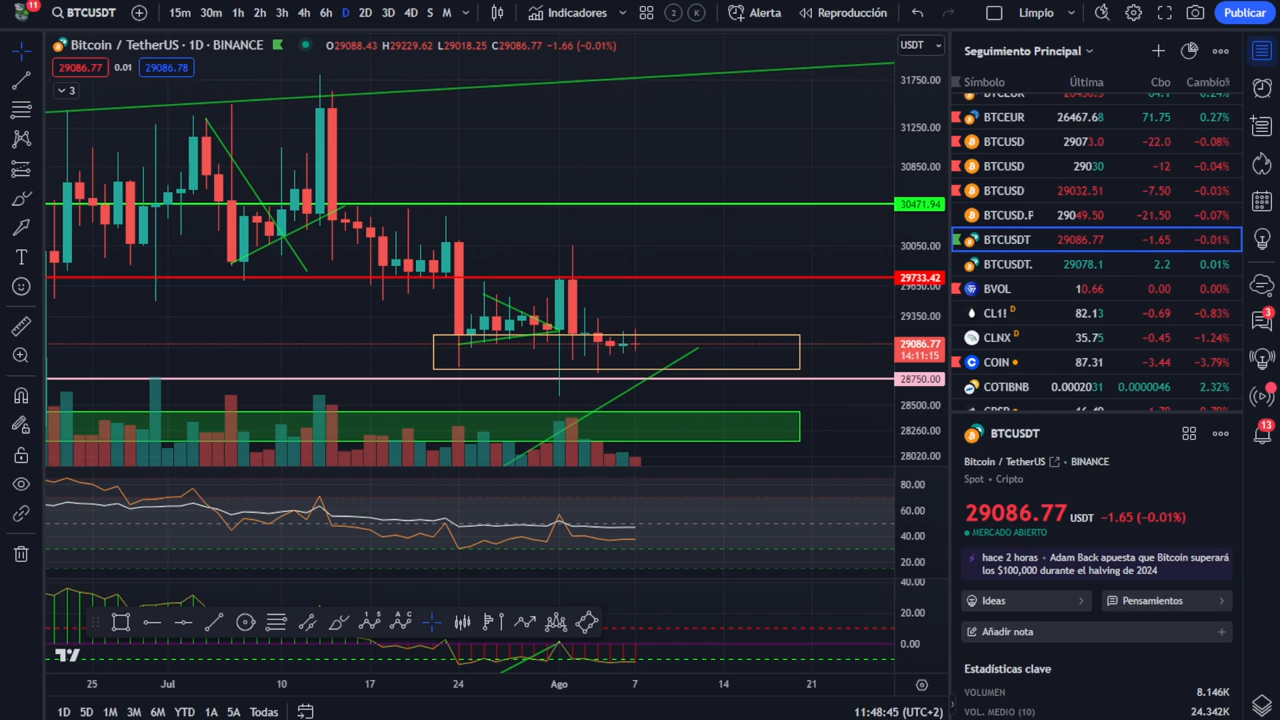 11
BTCUSDT
15m 30m 1h 2h 3h 4h 6h D 2D 3D 4D S M
Indicadores
2 K
Alerta
Reproducción
Limpio
Publicar
Bitcoin / TetherUS · 1D · BINANCE
O29088.43 H29229.62 L29018.25 C29086.77 −1.66 (−0.01%)
USDT
29086.77 0.01 29086.78
3
31750.00
31250.00
30850.00
30471.94
30050.00
29733.42
29650.00
29350.00
29086.77
14:11:15
28750.00
28500.00
28260.00
28020.00
80.00
60.00
40.00
20.00
40.00
20.00
0.00
25 Jul 10 17 24 Ago 7 14 21
1D 5D 1M 3M 6M YTD 1A 5A Todas
11:48:45 (UTC+2)
Seguimiento Principal
Símbolo Última Cbo Cambio%
BTCEUR 26467.68 71.75 0.27%
BTCUSD 29073.0 −22.0 −0.08%
BTCUSD 29030 −12 −0.04%
BTCUSD 29032.51 −7.50 −0.03%
BTCUSD.P 29049.50 −21.50 −0.07%
BTCUSDT 29086.77 −1.65 −0.01%
BTCUSDT. 29078.1 2.2 0.01%
BVOL 10.66 0.00 0.00%
CL1! D 82.13 −0.69 −0.83%
CLNX D 35.75 −0.45 −1.24%
COIN 87.31 −3.44 −3.79%
COTIBNB 0.0002031 0.0000046 2.32%
3
13
BTCUSDT
Bitcoin / TetherUS BINANCE
Spot • Cripto
29086.77 USDT −1.65 (−0.01%)
MERCADO ABIERTO
hace 2 horas • Adam Back apuesta que Bitcoin superará
los $100,000 durante el halving de 2024
Ideas
Pensamientos
Añadir nota
Estadísticas clave
VOLUMEN 8.146K
VOL. MEDIO (10) 24.342K